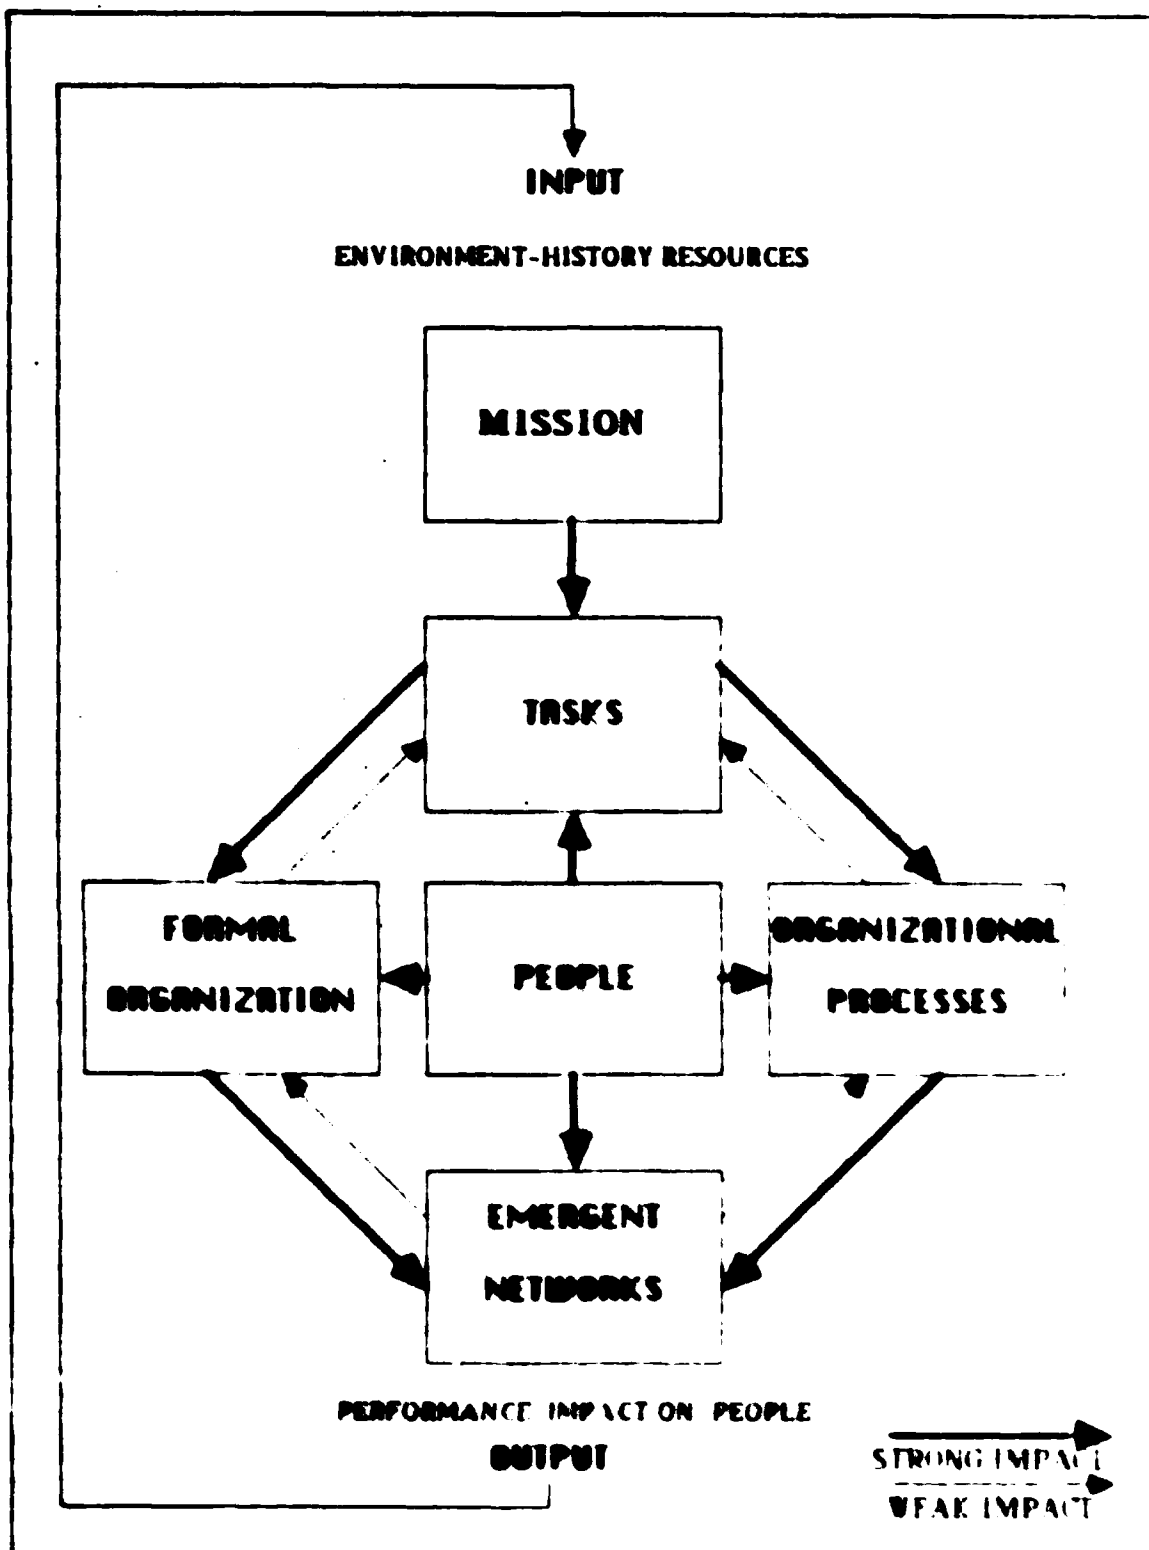 INPUT
ENVIRONMENT-HISTORY RESOURCES
MISSION
TASKS
FORMAL
ORGANIZATION
PEOPLE
ORGANIZATIONAL
PROCESSES
EMERGENT
NETWORKS
PERFORMANCE IMPACT ON PEOPLE
OUTPUT
STRONG IMPACT
WEAK IMPACT